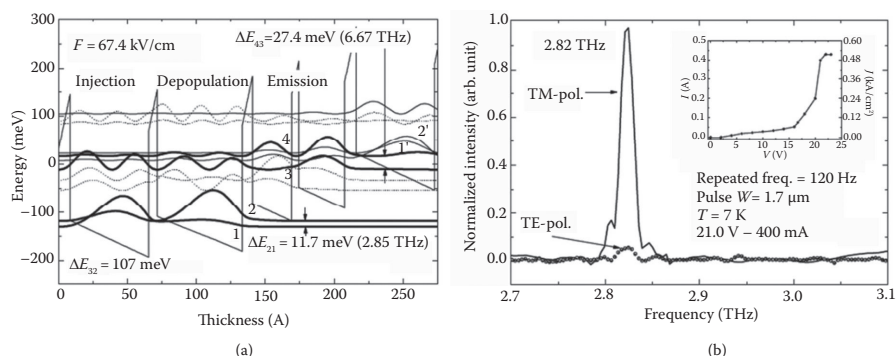 300
200
100
0
−100
−200
Energy (meV)
F = 67.4 kV/cm
ΔE43=27.4 meV (6.67 THz)
Injection
Depopulation
Emission
4
3
2'
1'
2
1
ΔE21=11.7 meV (2.85 THz)
ΔE32=107 meV
0
50
100
150
200
250
Thickness (A)
(a)
1.0
0.8
0.6
0.4
0.2
0.0
Normalized intensity (arb. unit)
2.82 THz
TM-pol.
TE-pol.
0.5
0.4
0.3
0.2
0.1
0.0
I (A)
0.60
0.48
0.36
0.24
0.12
0.00
J (kA/cm²)
0 5 10 15 20 25
V (V)
Repeated freq. = 120 Hz
Pulse W= 1.7 μm
T = 7 K
21.0 V – 400 mA
2.7
2.8
2.9
3.0
3.1
Frequency (THz)
(b)